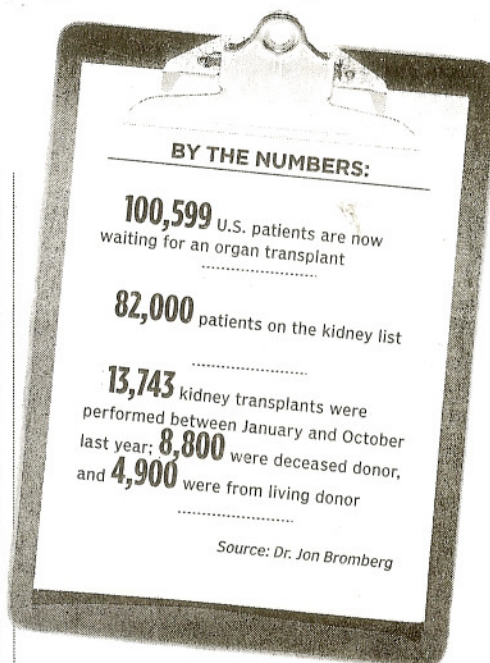 BY THE NUMBERS:
100,599 U.S. patients are now
waiting for an organ transplant
82,000 patients on the kidney list
13,743 kidney transplants were
performed between January and October
last year; 8,800 were deceased donor,
and 4,900 were from living donor
Source: Dr. Jon Bromberg